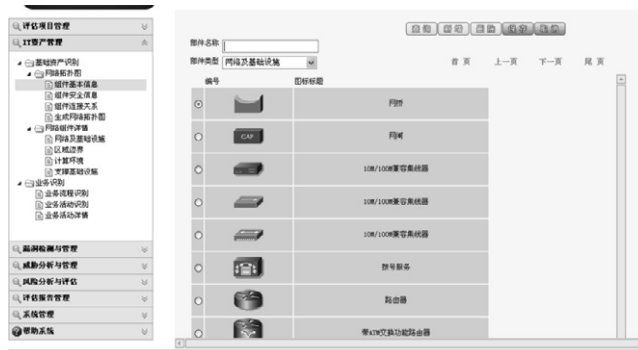 评估项目管理
IT资产管理
基础资产识别
网络拓扑图
组件基本信息
组件安全信息
组件连接关系
生成网络拓扑图
网络组件详情
网络及基础设施
区域边界
计算环境
支撑基础设施
业务识别
业务流程识别
业务活动识别
业务活动详情
漏洞检测与管理
威胁分析与管理
风险分析与评估
评估报告管理
系统管理
帮助系统
查询 删除 保存
部件名称
部件类型 网络及基础设施
首 页 上一页 下一页 尾 页
编号 图标标题
网桥
CAP 网闸
10M/100M兼容集线器
10M/100M兼容集线器
10M/100M兼容集线器
拨号服务
路由器
带ATM交换功能路由器